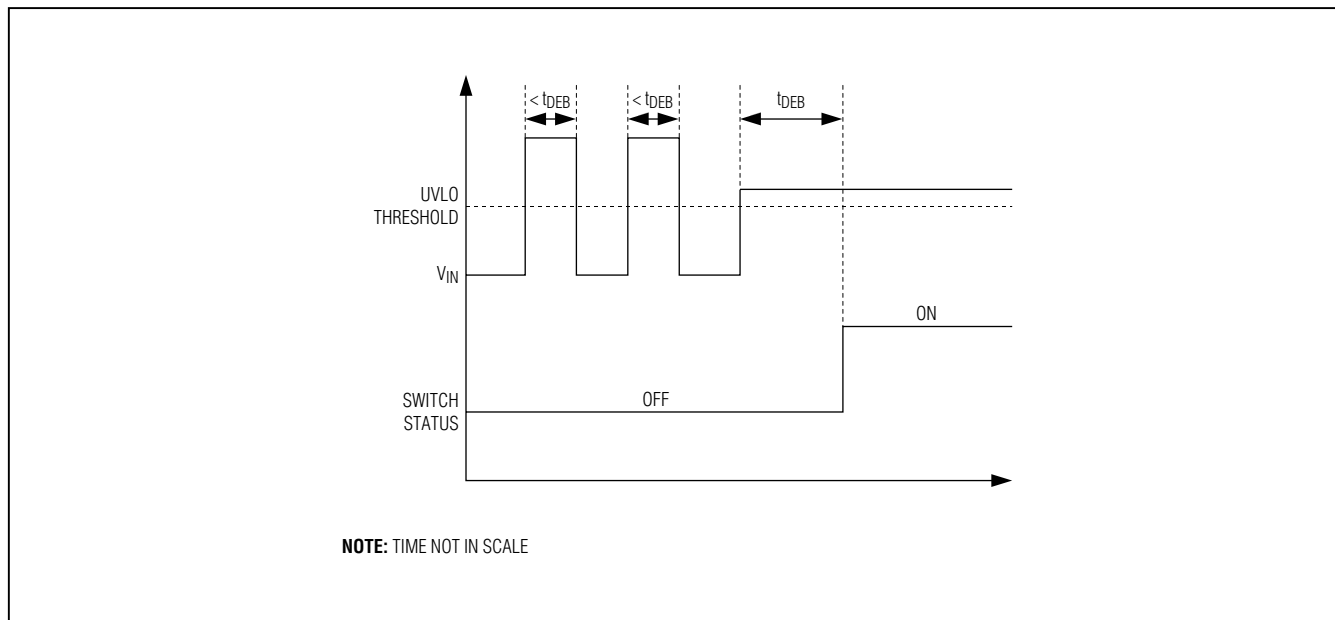 < tDEB
< tDEB
tDEB
UVLO
THRESHOLD
VIN
ON
OFF
SWITCH
STATUS
NOTE: TIME NOT IN SCALE